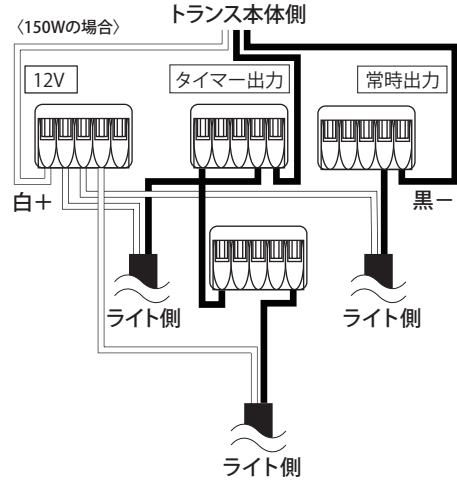 トランス本体側
〈150Wの場合〉
12V
タイマー出力
常時出力
白＋
黒－
ライト側
ライト側
ライト側